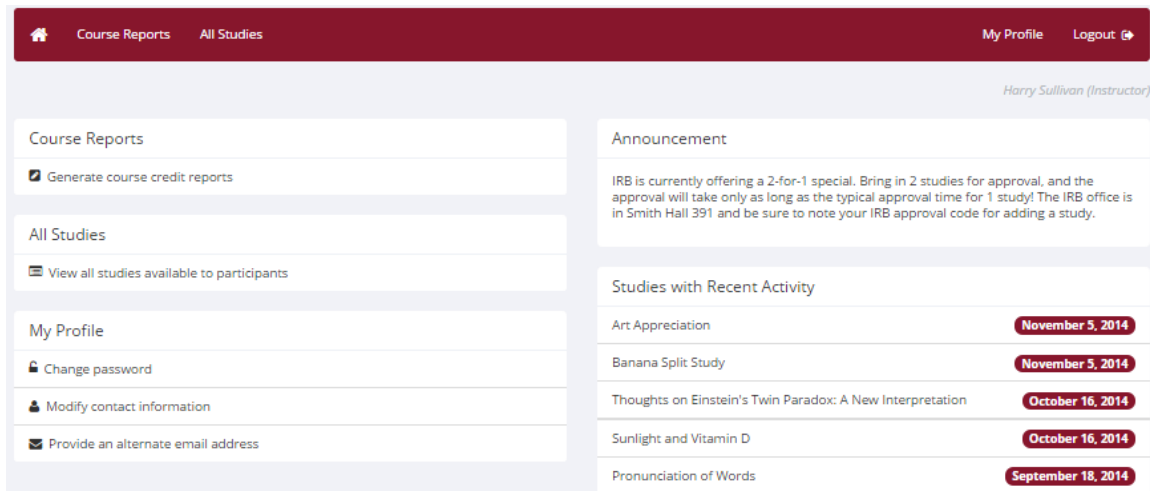 Course Reports All Studies My Profile Logout
Harry Sullivan (Instructor)
Course Reports
Generate course credit reports
All Studies
View all studies available to participants
My Profile
Change password
Modify contact information
Provide an alternate email address
Announcement
IRB is currently offering a 2-for-1 special. Bring in 2 studies for approval, and the
approval will take only as long as the typical approval time for 1 study! The IRB office is
in Smith Hall 391 and be sure to note your IRB approval code for adding a study.
Studies with Recent Activity
Art Appreciation November 5, 2014
Banana Split Study November 5, 2014
Thoughts on Einstein's Twin Paradox: A New Interpretation October 16, 2014
Sunlight and Vitamin D October 16, 2014
Pronunciation of Words September 18, 2014